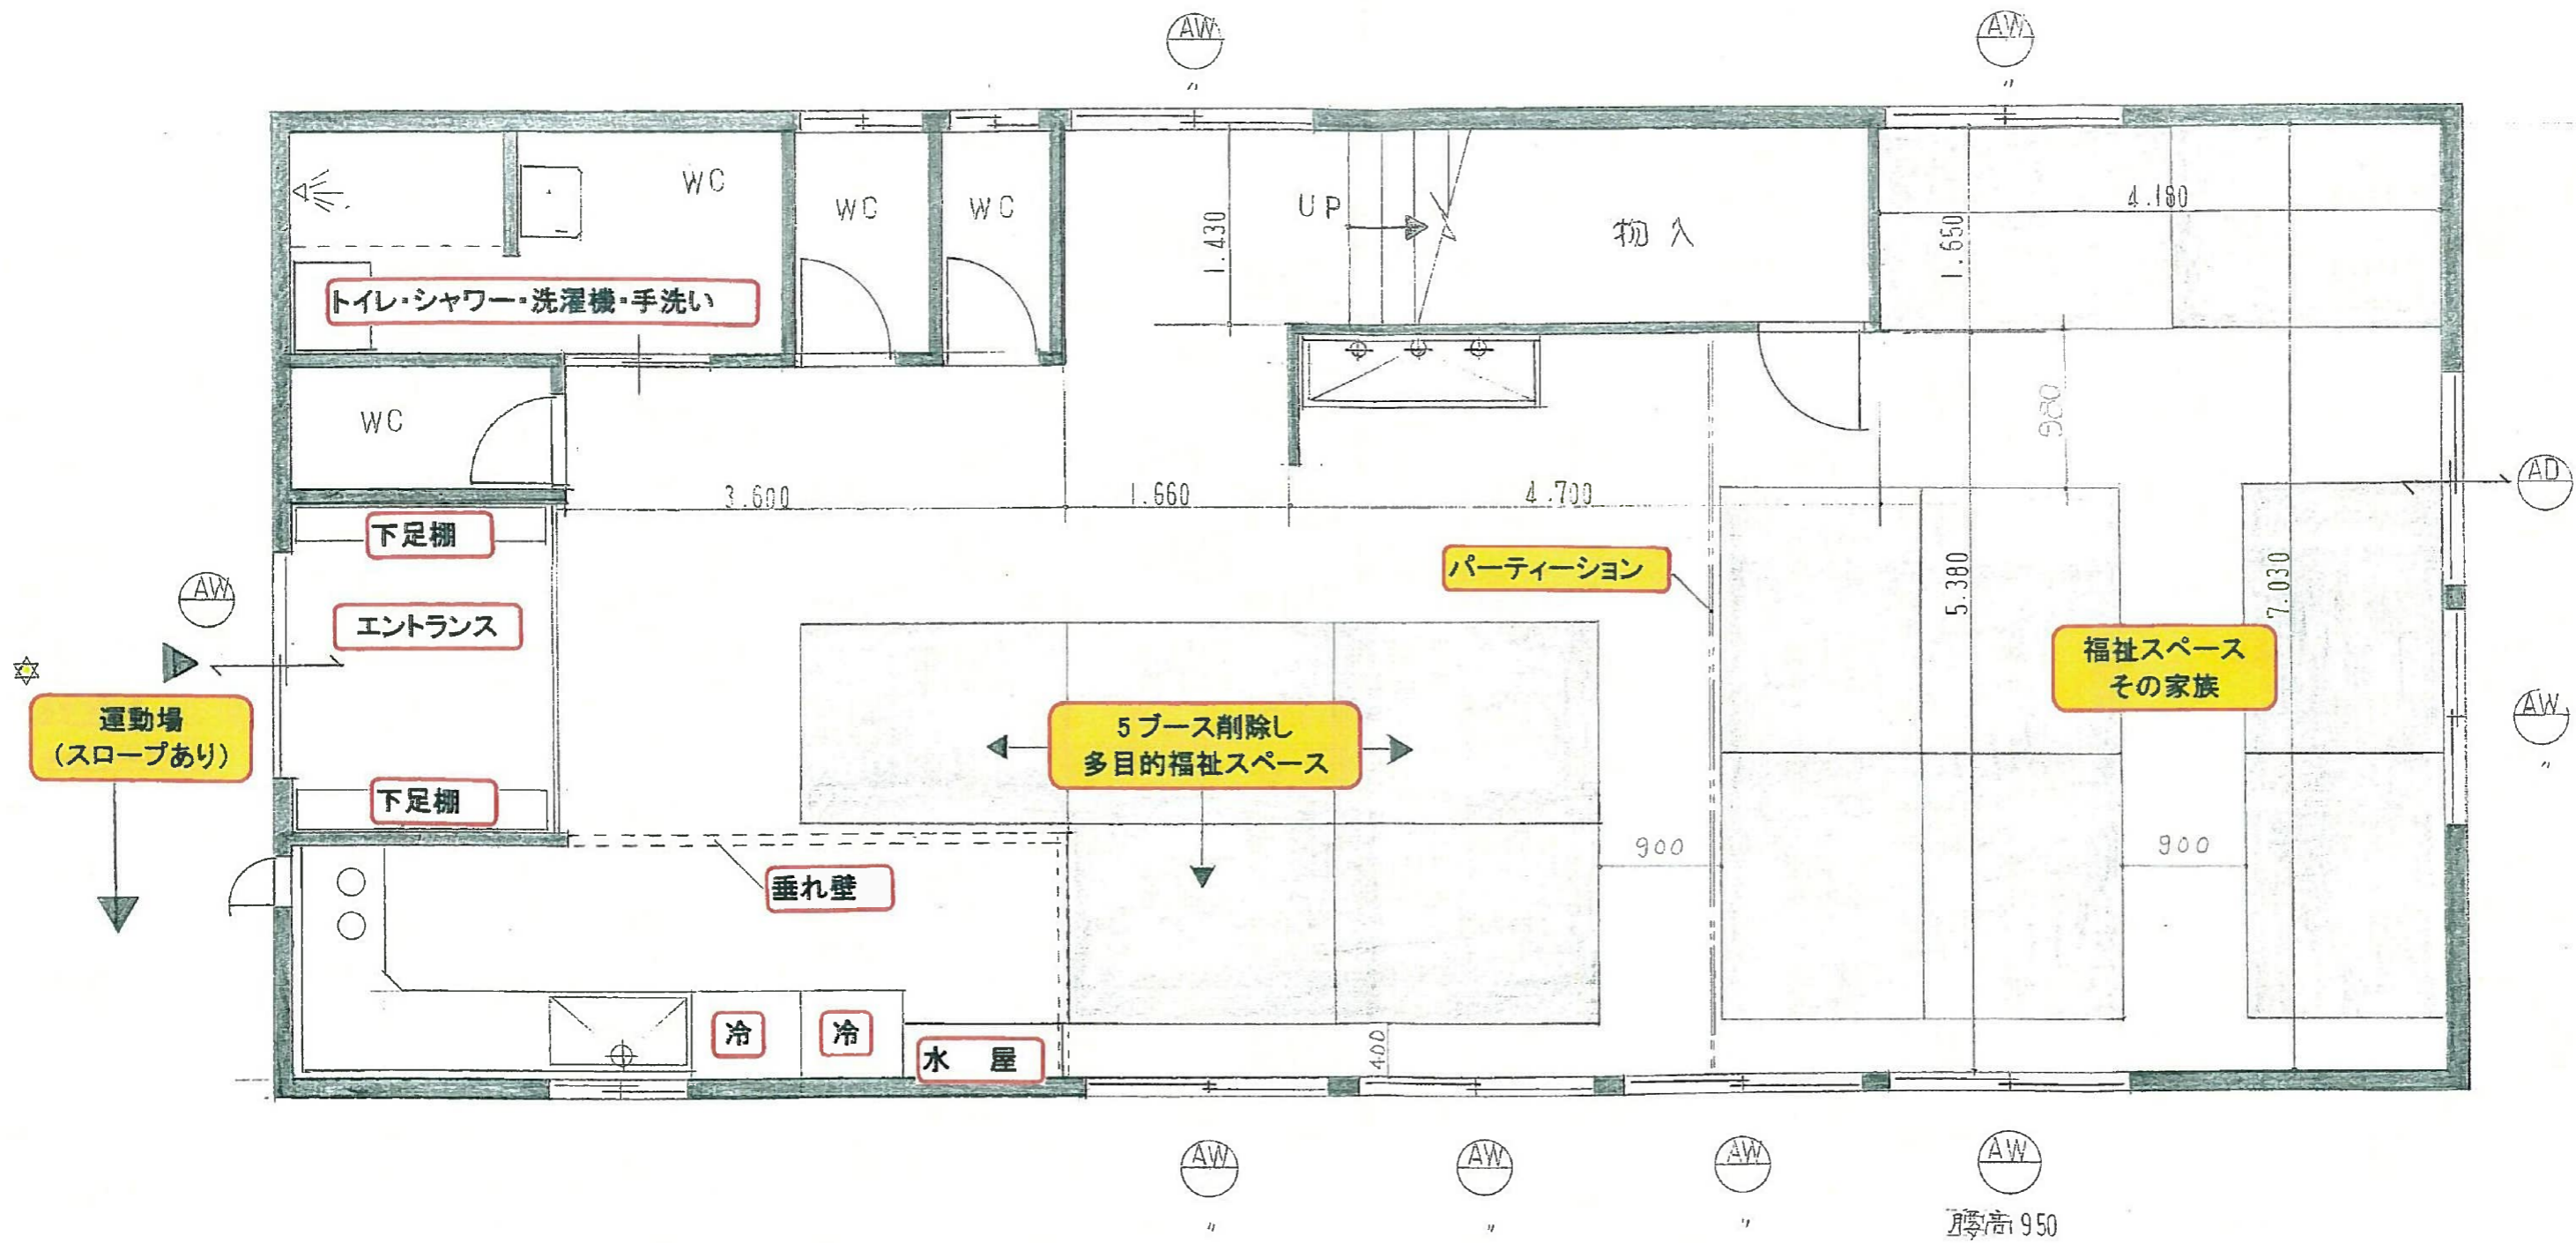 AW
〃
AW
〃
WC
WC
WC
トイレ・シャワー・洗濯機・手洗い
1.430
UP
物入
1.650
4.180
WC
980
AD
3.600
1.660
4.700
下足棚
パーティーション
5.380
7.030
AW
エントランス
福祉スペース
その家族
運動場
(スロープあり)
5ブース削除し
多目的福祉スペース
AW
〃
下足棚
垂れ壁
900
900
冷
冷
水 屋
400
AW
〃
AW
〃
AW
〃
AW
腰高 950